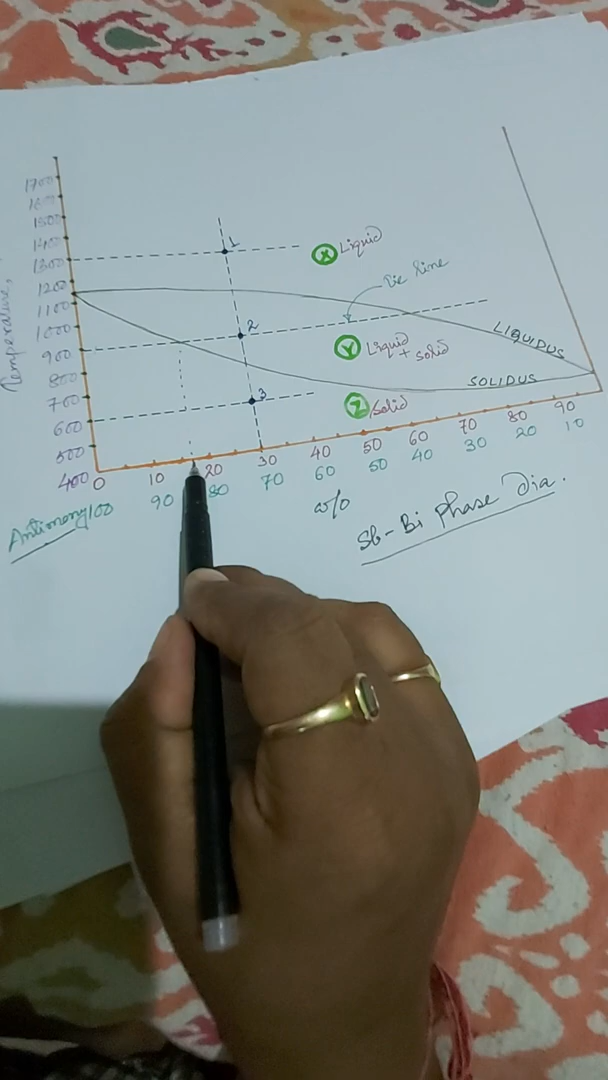 Temperature,
1700
1600
1500
1400
1300
1200
1100
1000
900
800
700
600
500
400
1
2
3
X Liquid
Tie line
Y Liquid + solid
Z Solid
LIQUIDUS
SOLIDUS
0 10 20 30 40 50 60 70 80 90
Antimony 100 90 80 70 60 50 40 30 20 10
w/o
Sb-Bi Phase Dia.